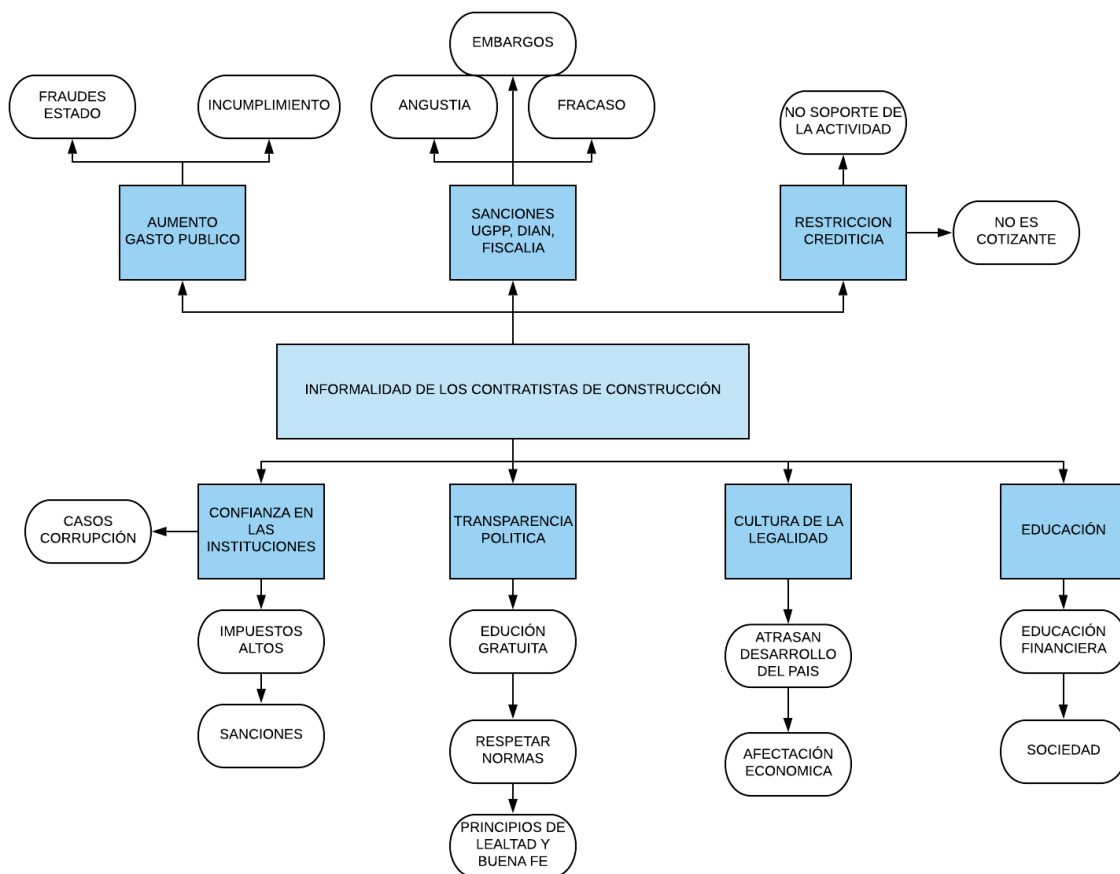 EMBARGOS
FRAUDES
ESTADO
INCUMPLIMIENTO
ANGUSTIA
FRACASO
NO SOPORTE DE
LA ACTIVIDAD
AUMENTO
GASTO PUBLICO
SANCIONES
UGPP, DIAN,
FISCALIA
RESTRICCION
CREDITICIA
NO ES
COTIZANTE
INFORMALIDAD DE LOS CONTRATISTAS DE CONSTRUCCIÓN
CASOS
CORRUPCIÓN
CONFIANZA EN
LAS
INSTITUCIONES
TRANSPARENCIA
POLITICA
CULTURA DE LA
LEGALIDAD
EDUCACIÓN
IMPUESTOS
ALTOS
EDUCIÓN
GRATUITA
ATRASAN
DESARROLLO
DEL PAIS
EDUCACIÓN
FINANCIERA
SANCIONES
RESPETAR
NORMAS
AFECTACIÓN
ECONOMICA
SOCIEDAD
PRINCIPIOS DE
LEALTAD Y
BUENA FE